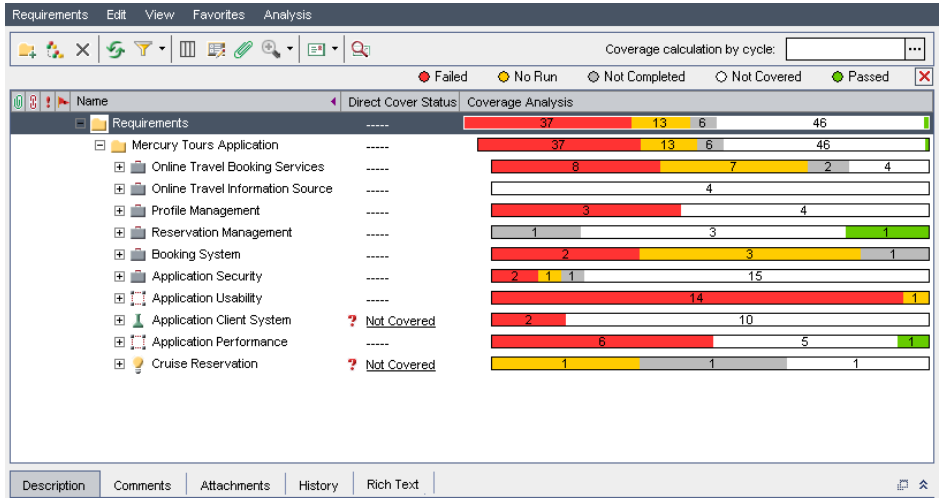 Requirements Edit View Favorites Analysis
Coverage calculation by cycle: ...
Failed No Run Not Completed Not Covered Passed
Name Direct Cover Status Coverage Analysis
Requirements ----- 37 13 6 46
Mercury Tours Application ----- 37 13 6 46
Online Travel Booking Services ----- 8 7 2 4
Online Travel Information Source ----- 4
Profile Management ----- 3 4
Reservation Management ----- 1 3 1
Booking System ----- 2 3 1
Application Security ----- 2 1 1 15
Application Usability ----- 14 1
Application Client System ? Not Covered 2 10
Application Performance ----- 6 5 1
Cruise Reservation ? Not Covered 1 1 1
Description Comments Attachments History Rich Text